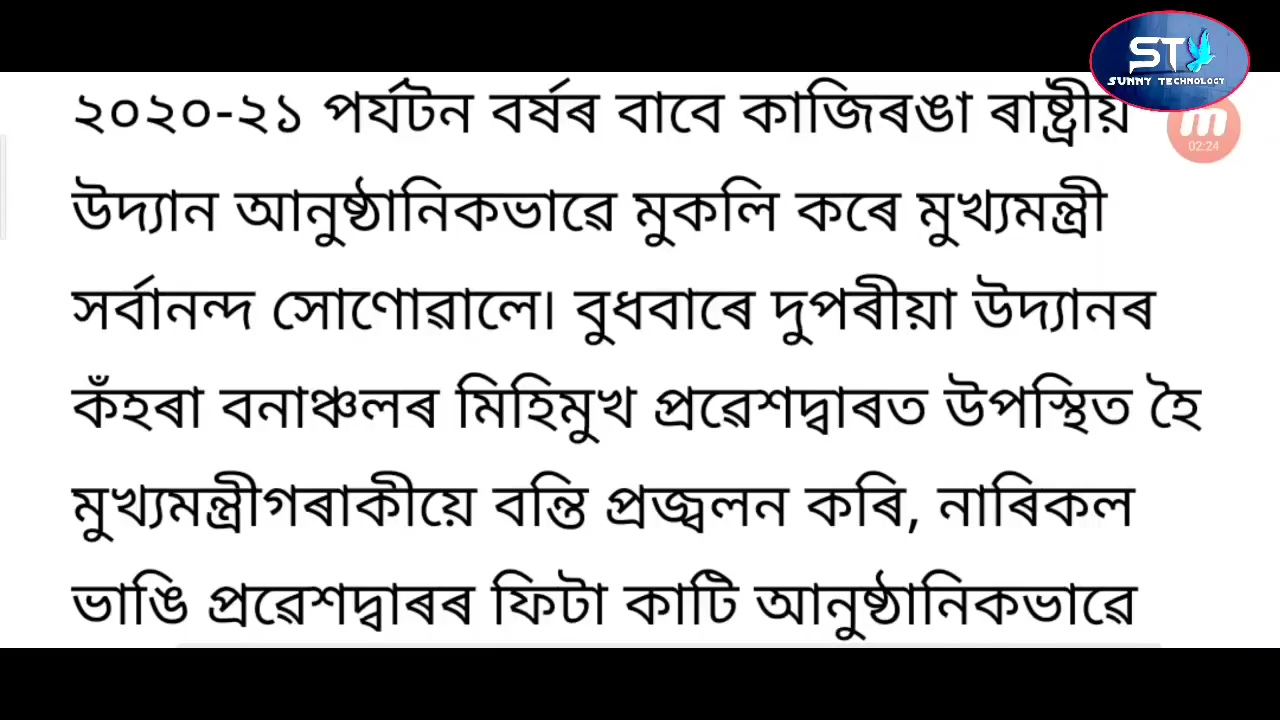 ST
SUNNY TECHNOLOGY
02:24
২০২০-২১ পৰ্যটন বৰ্ষৰ বাবে কাজিৰঙা ৰাষ্ট্ৰীয়
উদ্যান আনুষ্ঠানিকভাৱে মুকলি কৰে মুখ্যমন্ত্ৰী
সৰ্বানন্দ সোণোৱালে। বুধবাৰে দুপৰীয়া উদ্যানৰ
কঁহৰা বনাঞ্চলৰ মিহিমুখ প্ৰৱেশদ্বাৰত উপস্থিত হৈ
মুখ্যমন্ত্ৰীগৰাকীয়ে বন্তি প্ৰজ্বলন কৰি, নাৰিকল
ভাঙি প্ৰৱেশদ্বাৰৰ ফিটা কাটি আনুষ্ঠানিকভাৱে